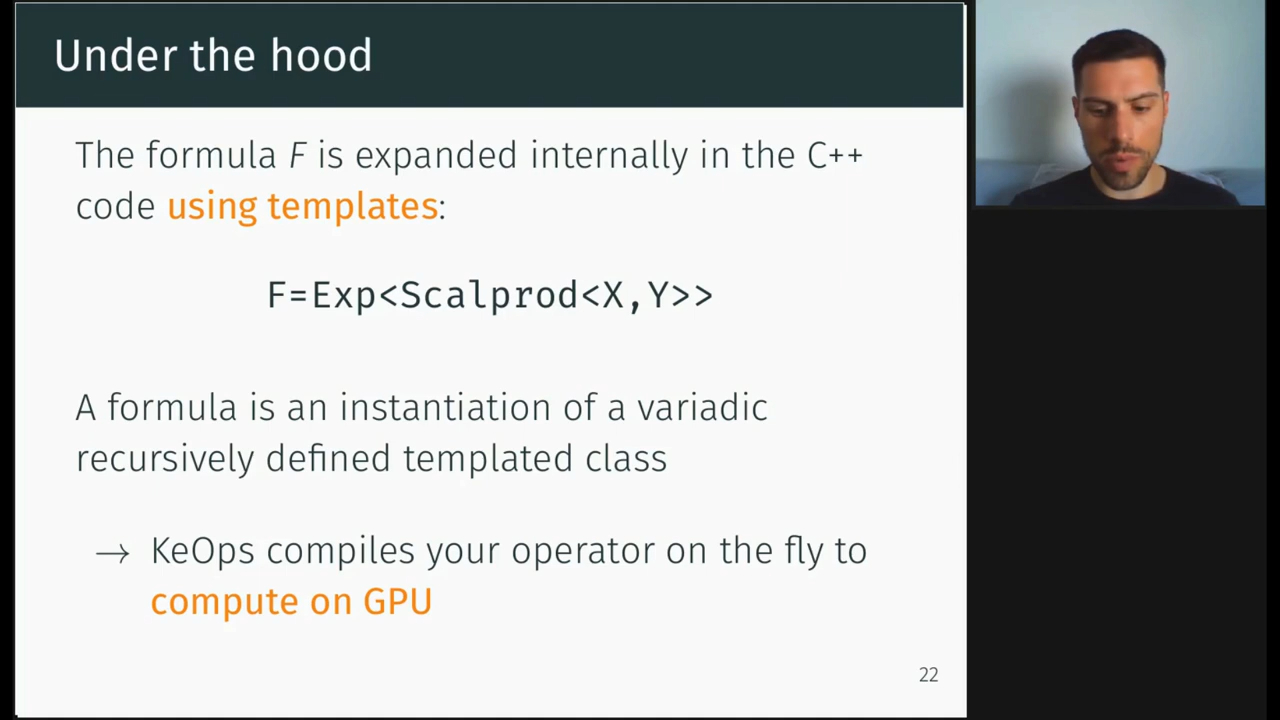 Under the hood
The formula F is expanded internally in the C++
code using templates:
F=Exp<Scalprod<X,Y>>
A formula is an instantiation of a variadic
recursively defined templated class
→ KeOps compiles your operator on the fly to
compute on GPU
22